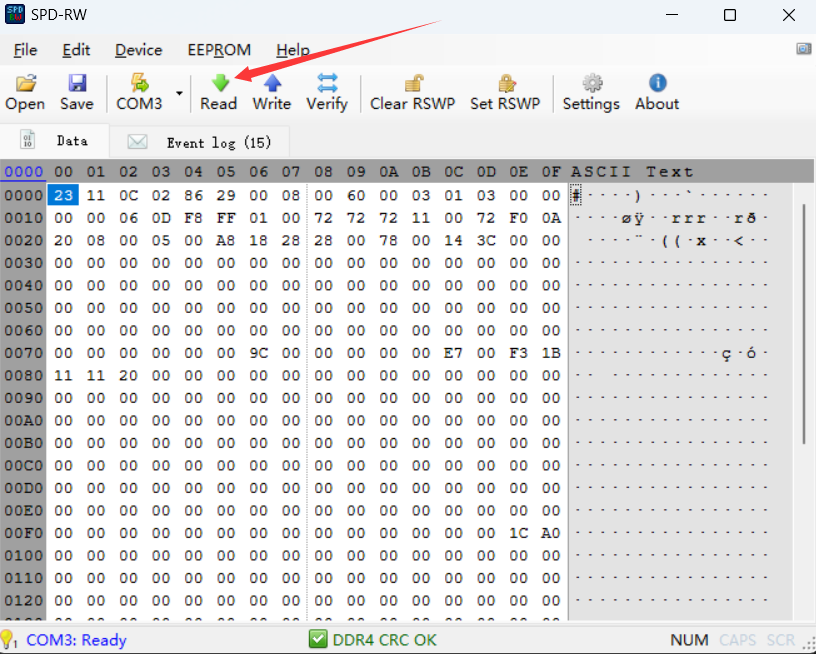 SPD RW SPD-RW
File Edit Device EEPROM Help
Open Save COM3 Read Write Verify Clear RSWP Set RSWP Settings About
Data Event log (15)
0000 00 01 02 03 04 05 06 07 08 09 0A 0B 0C 0D 0E 0F ASCII Text
0000 23 11 0C 02 86 29 00 08 00 60 00 03 01 03 00 00 #····)···`······
0010 00 00 06 0D F8 FF 01 00 72 72 72 11 00 72 F0 0A ····øÿ··rrr··rð·
0020 20 08 00 05 00 A8 18 28 28 00 78 00 14 3C 00 00 ·····¨·((·x··<··
0030 00 00 00 00 00 00 00 00 00 00 00 00 00 00 00 00 ················
0040 00 00 00 00 00 00 00 00 00 00 00 00 00 00 00 00 ················
0050 00 00 00 00 00 00 00 00 00 00 00 00 00 00 00 00 ················
0060 00 00 00 00 00 00 00 00 00 00 00 00 00 00 00 00 ················
0070 00 00 00 00 00 00 9C 00 00 00 00 00 E7 00 F3 1B ············ç·ó·
0080 11 11 20 00 00 00 00 00 00 00 00 00 00 00 00 00 ················
0090 00 00 00 00 00 00 00 00 00 00 00 00 00 00 00 00 ················
00A0 00 00 00 00 00 00 00 00 00 00 00 00 00 00 00 00 ················
00B0 00 00 00 00 00 00 00 00 00 00 00 00 00 00 00 00 ················
00C0 00 00 00 00 00 00 00 00 00 00 00 00 00 00 00 00 ················
00D0 00 00 00 00 00 00 00 00 00 00 00 00 00 00 00 00 ················
00E0 00 00 00 00 00 00 00 00 00 00 00 00 00 00 00 00 ················
00F0 00 00 00 00 00 00 00 00 00 00 00 00 00 00 1C A0 ················
0100 00 00 00 00 00 00 00 00 00 00 00 00 00 00 00 00 ················
0110 00 00 00 00 00 00 00 00 00 00 00 00 00 00 00 00 ················
0120 00 00 00 00 00 00 00 00 00 00 00 00 00 00 00 00 ················
1 COM3: Ready DDR4 CRC OK NUM CAPS SCR